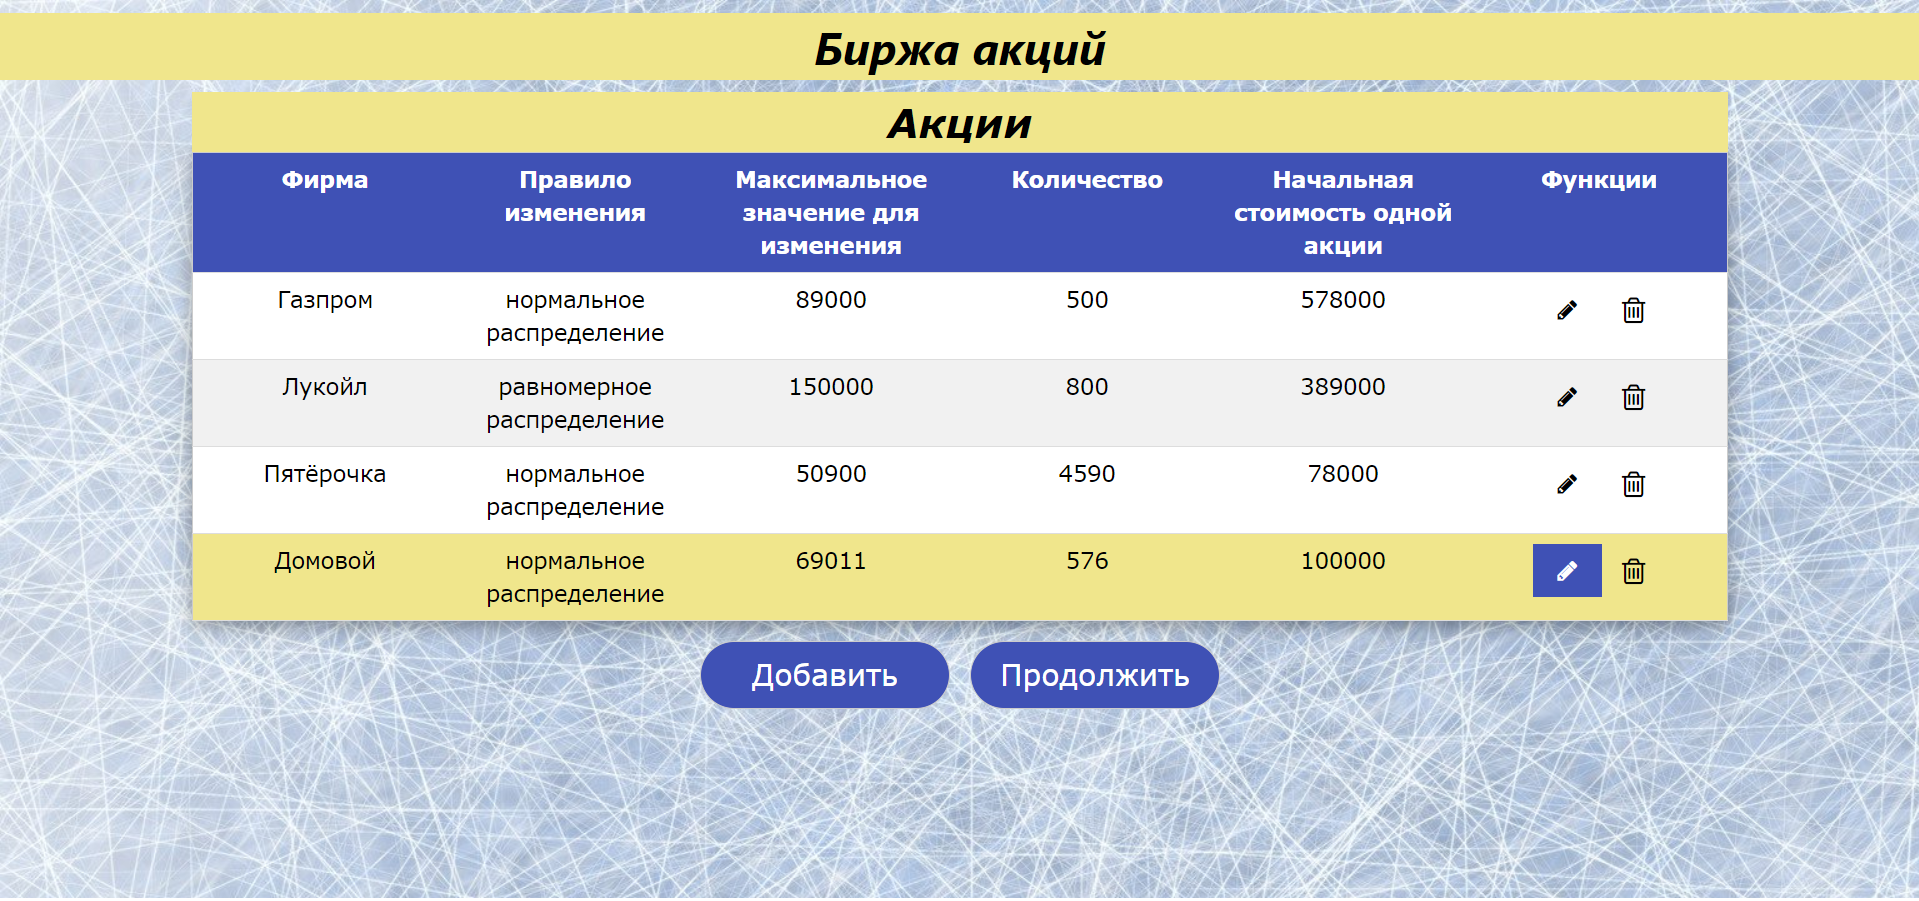 Биржа акций
Акции
Фирма
Правило
изменения
Максимальное
значение для
изменения
Количество
Начальная
стоимость одной
акции
Функции
Газпром
нормальное
распределение
89000
500
578000
Лукойл
равномерное
распределение
150000
800
389000
Пятёрочка
нормальное
распределение
50900
4590
78000
Домовой
нормальное
распределение
69011
576
100000
Добавить
Продолжить